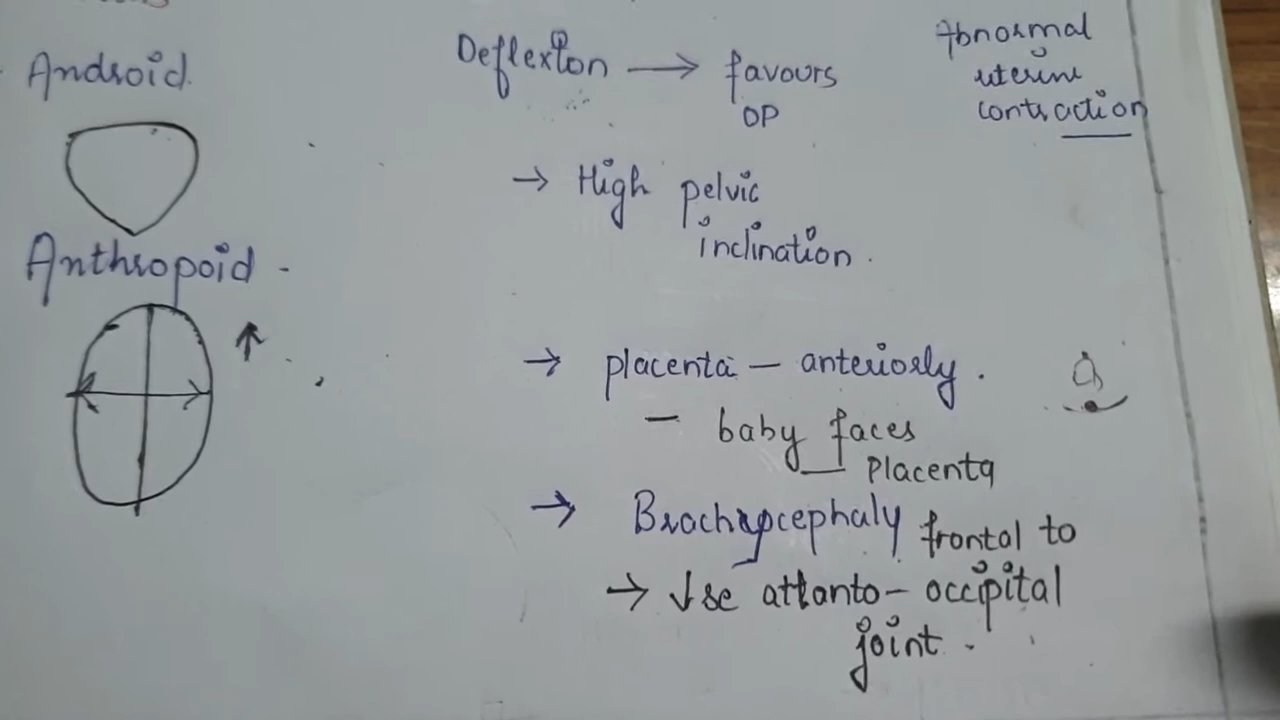 Android
Anthropoid -
Deflexion → favours
OP
→ High pelvic
inclination.
→ placenta – anteriorly.
– baby faces
placenta
→ Brachycephaly frontal to
→ ↓se atlanto-occipital
joint.
Abnormal
uterine
contraction